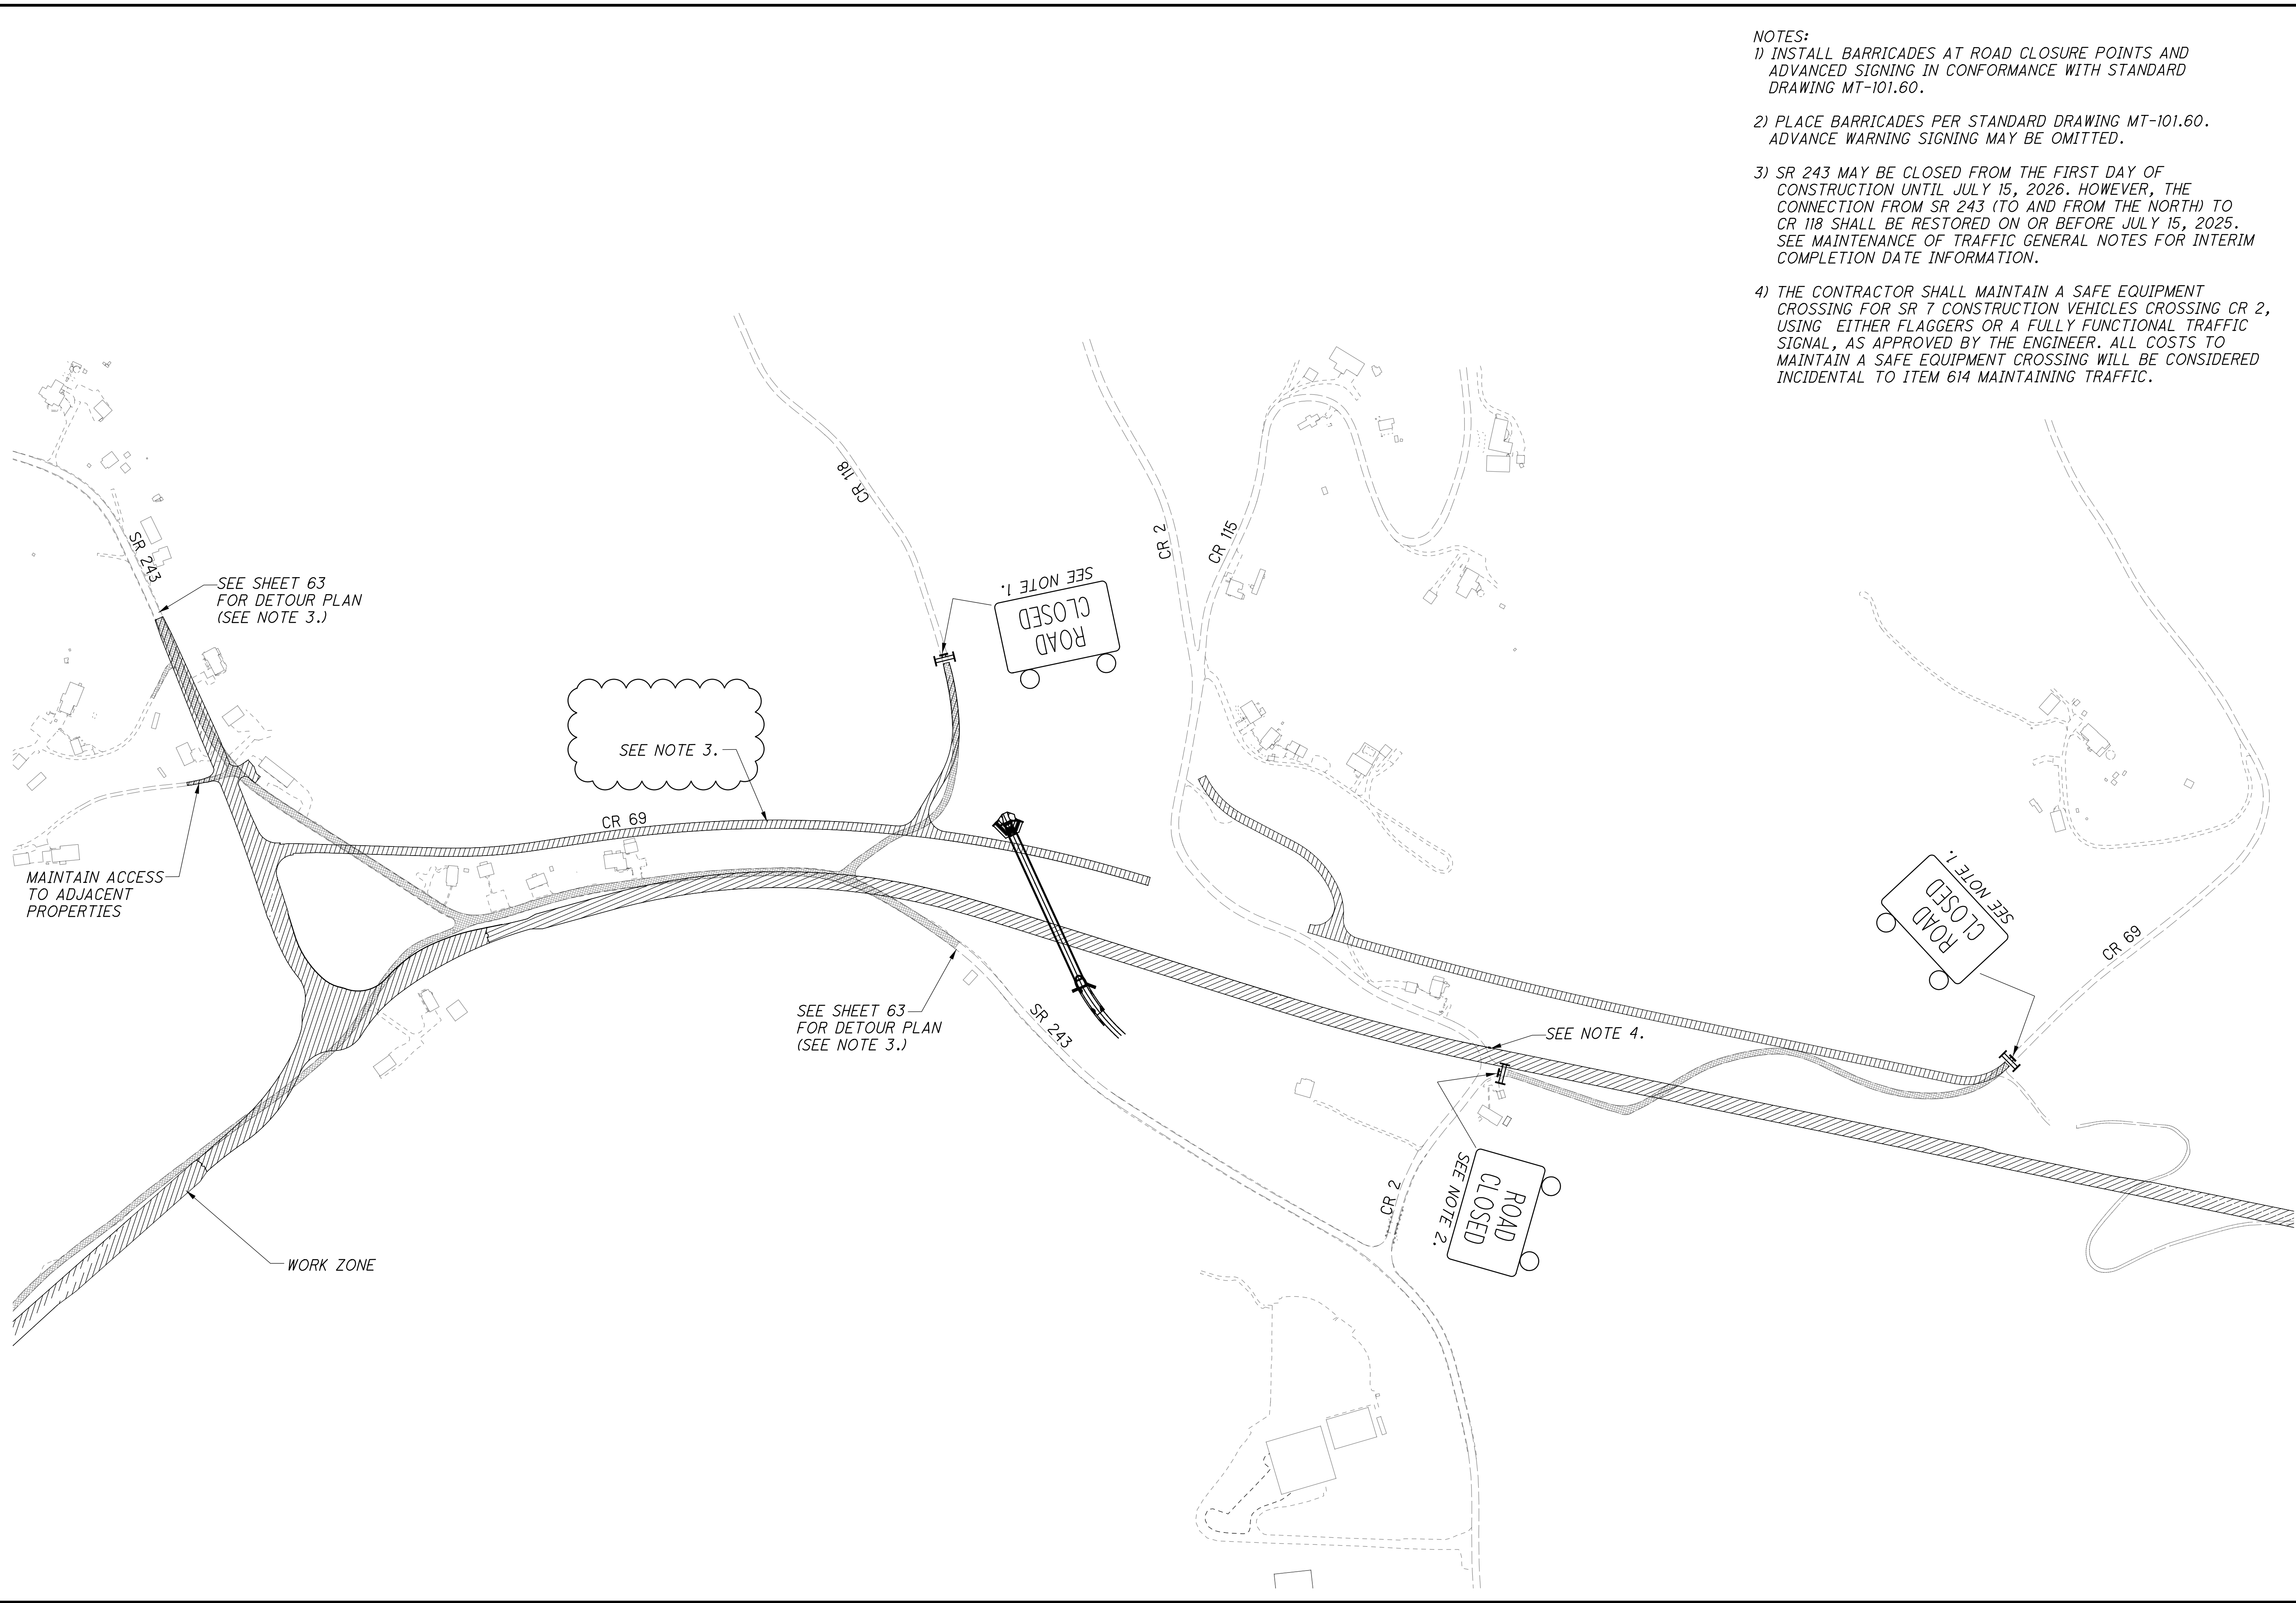 NOTES:
1) INSTALL BARRICADES AT ROAD CLOSURE POINTS AND
ADVANCED SIGNING IN CONFORMANCE WITH STANDARD
DRAWING MT-101.60.
2) PLACE BARRICADES PER STANDARD DRAWING MT-101.60.
ADVANCE WARNING SIGNING MAY BE OMITTED.
3) SR 243 MAY BE CLOSED FROM THE FIRST DAY OF
CONSTRUCTION UNTIL JULY 15, 2026. HOWEVER, THE
CONNECTION FROM SR 243 (TO AND FROM THE NORTH) TO
CR 118 SHALL BE RESTORED ON OR BEFORE JULY 15, 2025.
SEE MAINTENANCE OF TRAFFIC GENERAL NOTES FOR INTERIM
COMPLETION DATE INFORMATION.
4) THE CONTRACTOR SHALL MAINTAIN A SAFE EQUIPMENT
CROSSING FOR SR 7 CONSTRUCTION VEHICLES CROSSING CR 2,
USING EITHER FLAGGERS OR A FULLY FUNCTIONAL TRAFFIC
SIGNAL, AS APPROVED BY THE ENGINEER. ALL COSTS TO
MAINTAIN A SAFE EQUIPMENT CROSSING WILL BE CONSIDERED
INCIDENTAL TO ITEM 614 MAINTAINING TRAFFIC.
CR 118
CR 2
CR 115
SR 243
SEE SHEET 63
FOR DETOUR PLAN
(SEE NOTE 3.)
SEE NOTE 1.
ROAD
CLOSED
SEE NOTE 3.
CR 69
MAINTAIN ACCESS
TO ADJACENT
PROPERTIES
SEE NOTE 1.
ROAD
CLOSED
CR 69
SEE SHEET 63
FOR DETOUR PLAN
(SEE NOTE 3.)
SR 243
SEE NOTE 4.
CR 2
SEE NOTE 2.
ROAD
CLOSED
WORK ZONE